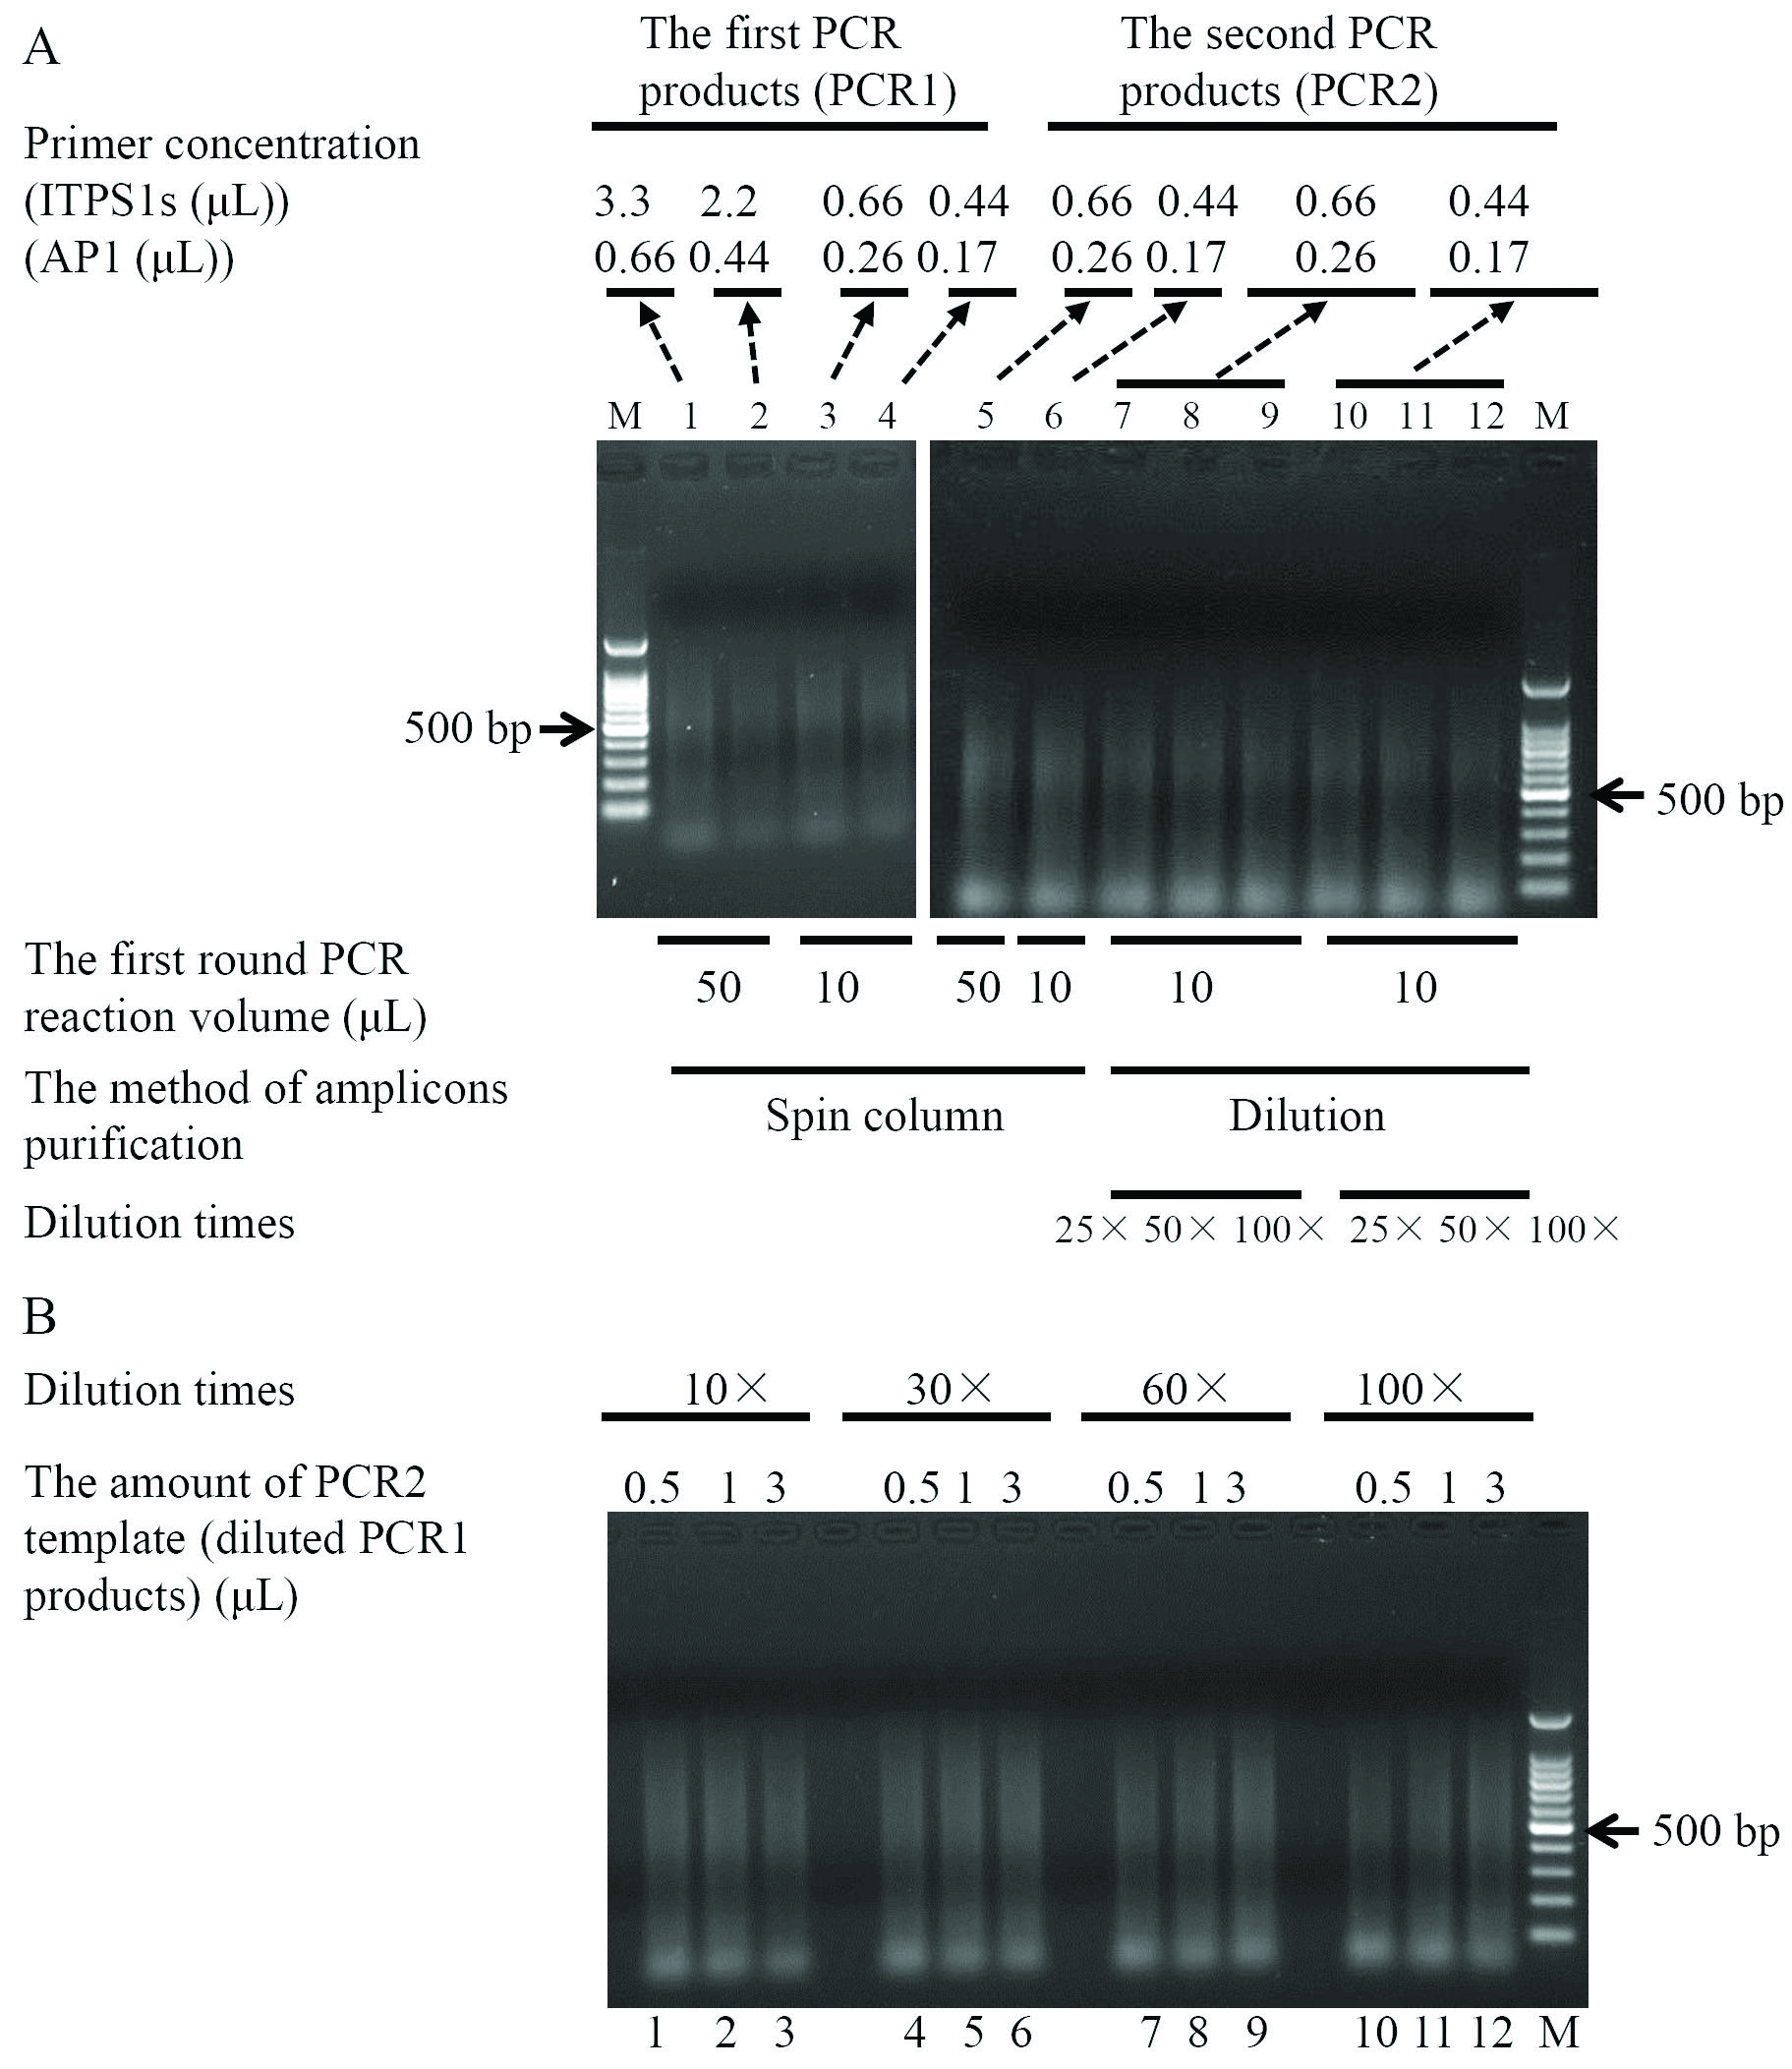 A
The first PCR products (PCR1)
The second PCR products (PCR2)
Primer concentration
(ITPS1s (μL)) 3.3 2.2 0.66 0.44 0.66 0.44 0.66 0.44
(AP1 (μL)) 0.66 0.44 0.26 0.17 0.26 0.17 0.26 0.17
M 1 2 3 4 5 6 7 8 9 10 11 12 M
500 bp
500 bp
The first round PCR
reaction volume (μL)
50 10 50 10 10 10
The method of amplicons
purification
Spin column Dilution
Dilution times 25× 50× 100× 25× 50× 100×
B
Dilution times 10× 30× 60× 100×
The amount of PCR2
template (diluted PCR1
products) (μL)
0.5 1 3 0.5 1 3 0.5 1 3 0.5 1 3
500 bp
1 2 3 4 5 6 7 8 9 10 11 12 M